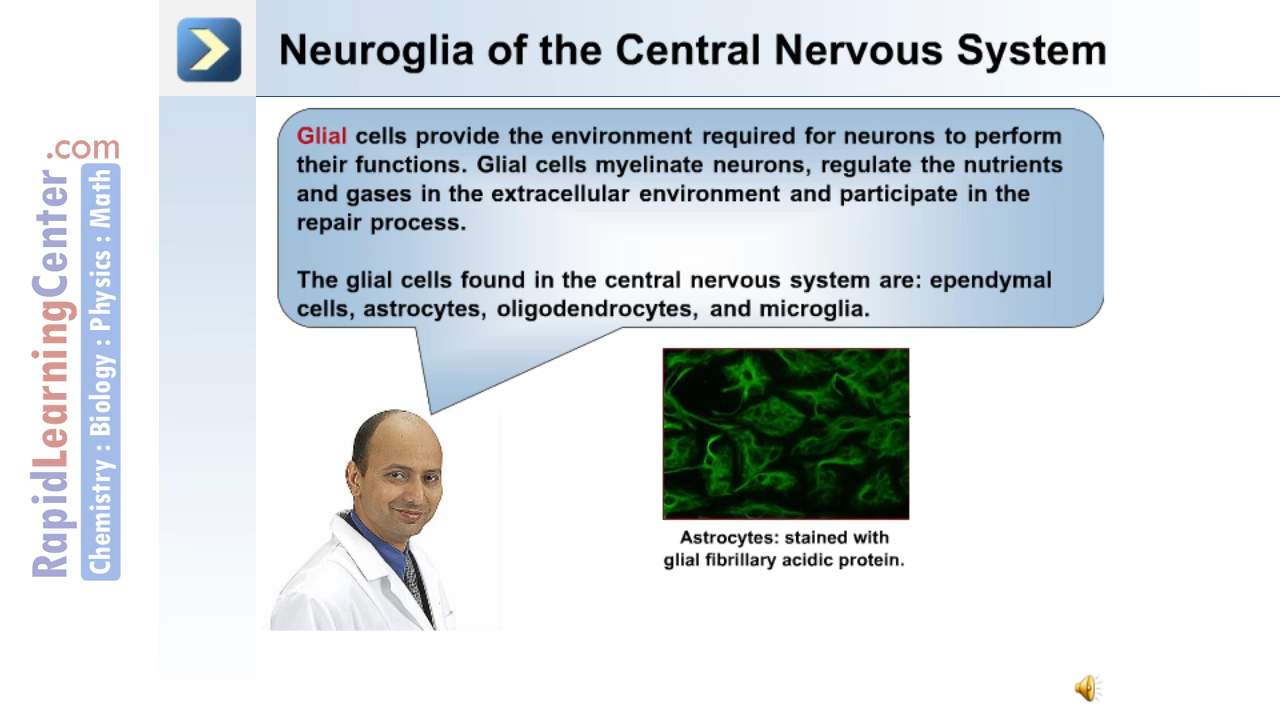 Neuroglia of the Central Nervous System
Glial cells provide the environment required for neurons to perform
their functions. Glial cells myelinate neurons, regulate the nutrients
and gases in the extracellular environment and participate in the
repair process.
The glial cells found in the central nervous system are: ependymal
cells, astrocytes, oligodendrocytes, and microglia.
Astrocytes: stained with
glial fibrillary acidic protein.
RapidLearningCenter.com
Chemistry : Biology : Physics : Math